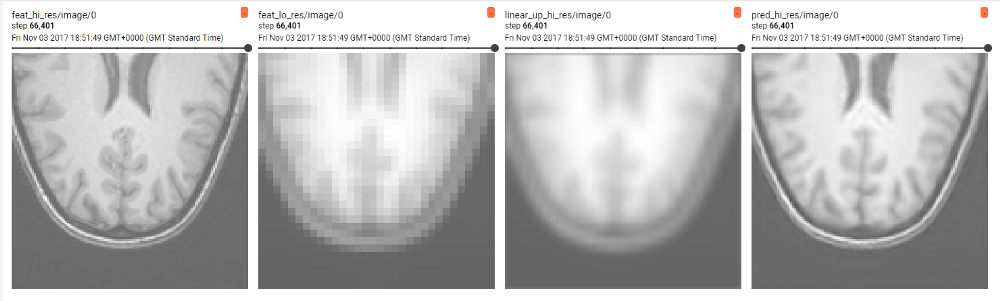 feat_hi_res/image/0
step 66,401
Fri Nov 03 2017 18:51:49 GMT+0000 (GMT Standard Time)
feat_lo_res/image/0
step 66,401
Fri Nov 03 2017 18:51:49 GMT+0000 (GMT Standard Time)
linear_up_hi_res/image/0
step 66,401
Fri Nov 03 2017 18:51:49 GMT+0000 (GMT Standard Time)
pred_hi_res/image/0
step 66,401
Fri Nov 03 2017 18:51:49 GMT+0000 (GMT Standard Time)